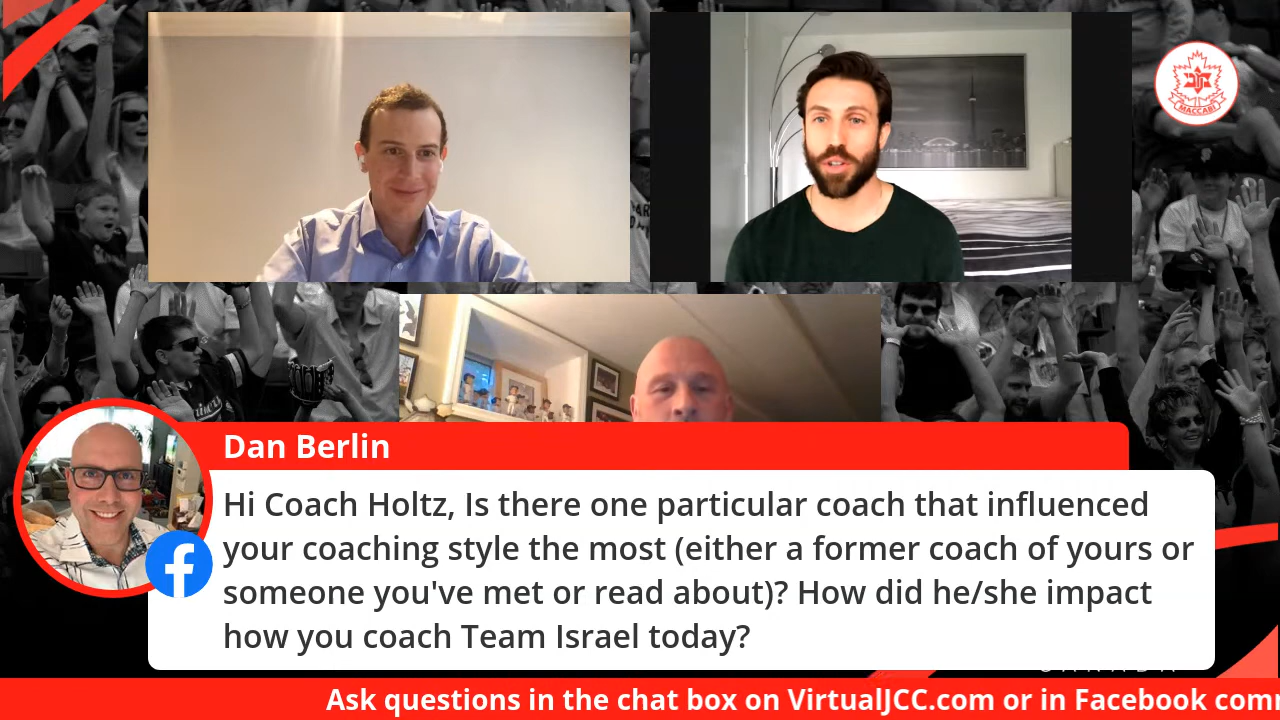 MACCABI
Dan Berlin
Hi Coach Holtz, Is there one particular coach that influenced
your coaching style the most (either a former coach of yours or
someone you've met or read about)? How did he/she impact
how you coach Team Israel today?
Ask questions in the chat box on VirtualJCC.com or in Facebook com